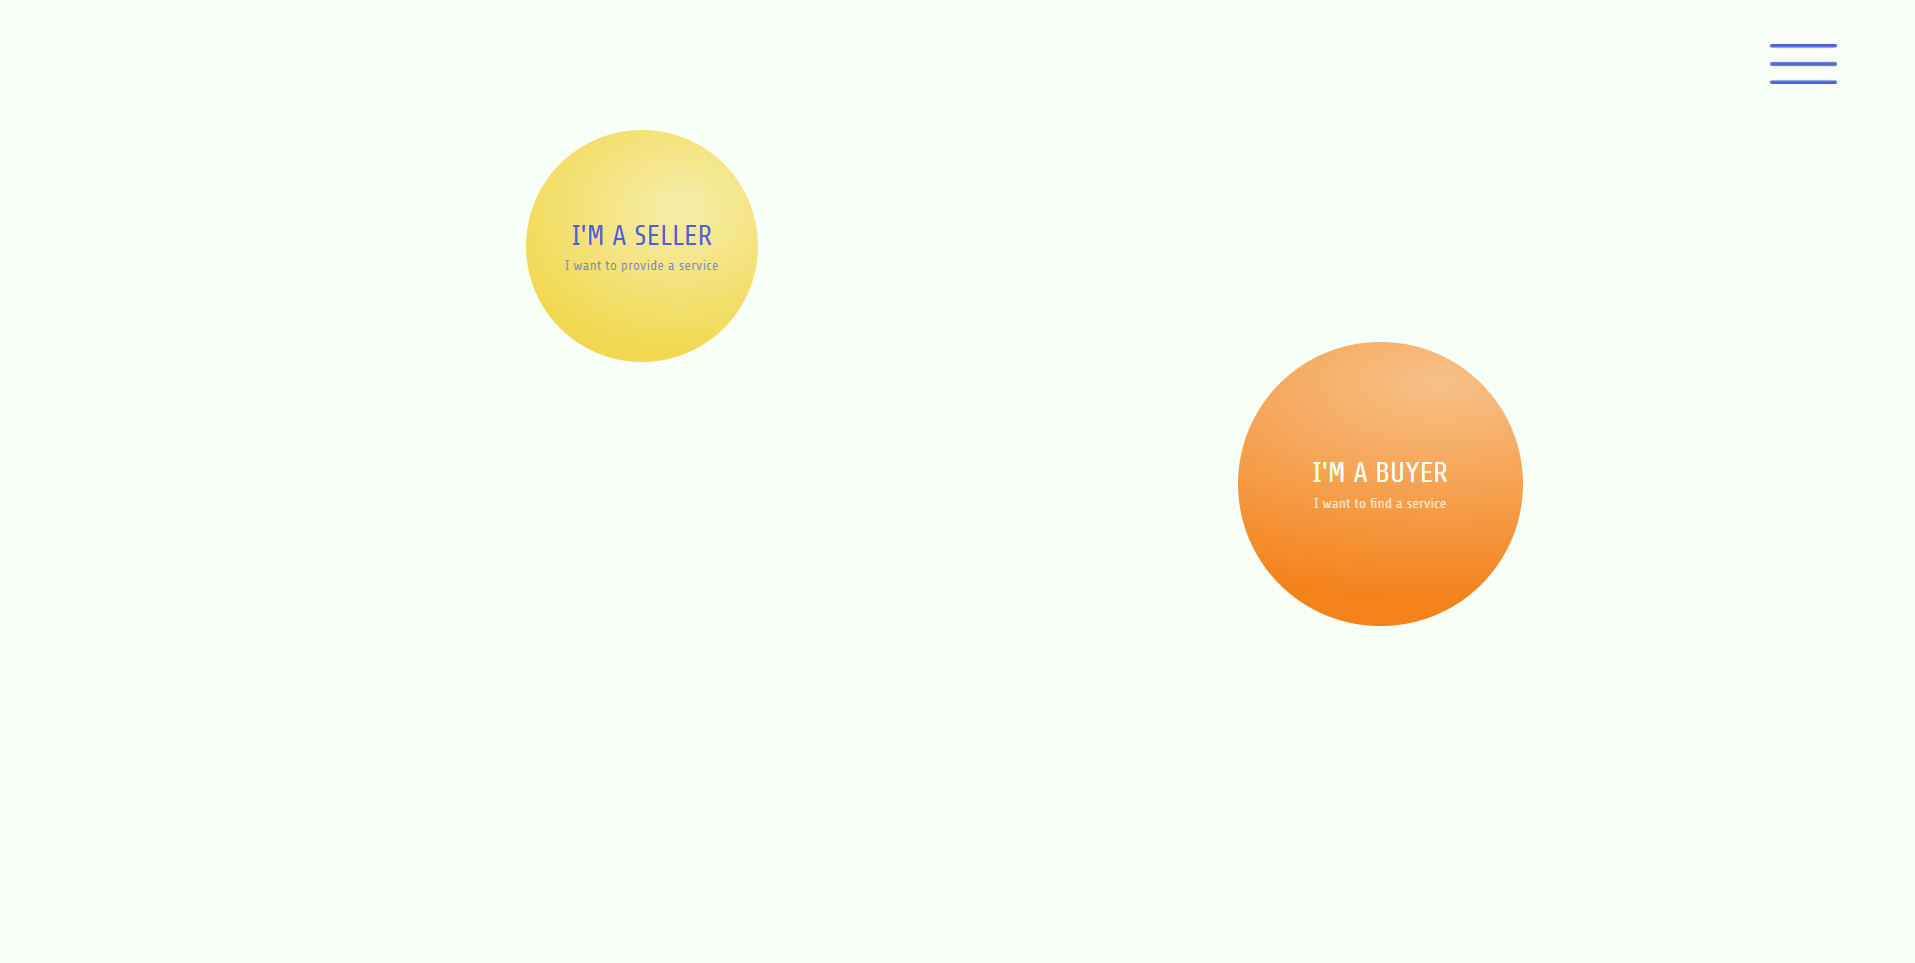 I'M A SELLER
I want to provide a service
I'M A BUYER
I want to find a service